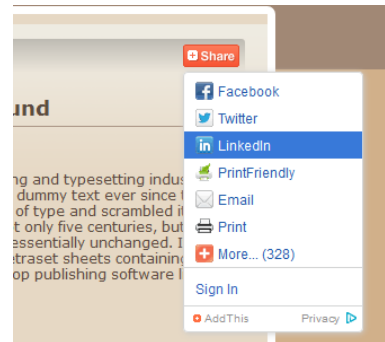 Share
Facebook
Twitter
LinkedIn
PrintFriendly
Email
Print
More... (328)
Sign In
AddThis Privacy
und
ng and typesetting indus
dummy text ever since
of type and scrambled i
t only five centuries, but
essentially unchanged. I
etraset sheets containing
op publishing software l